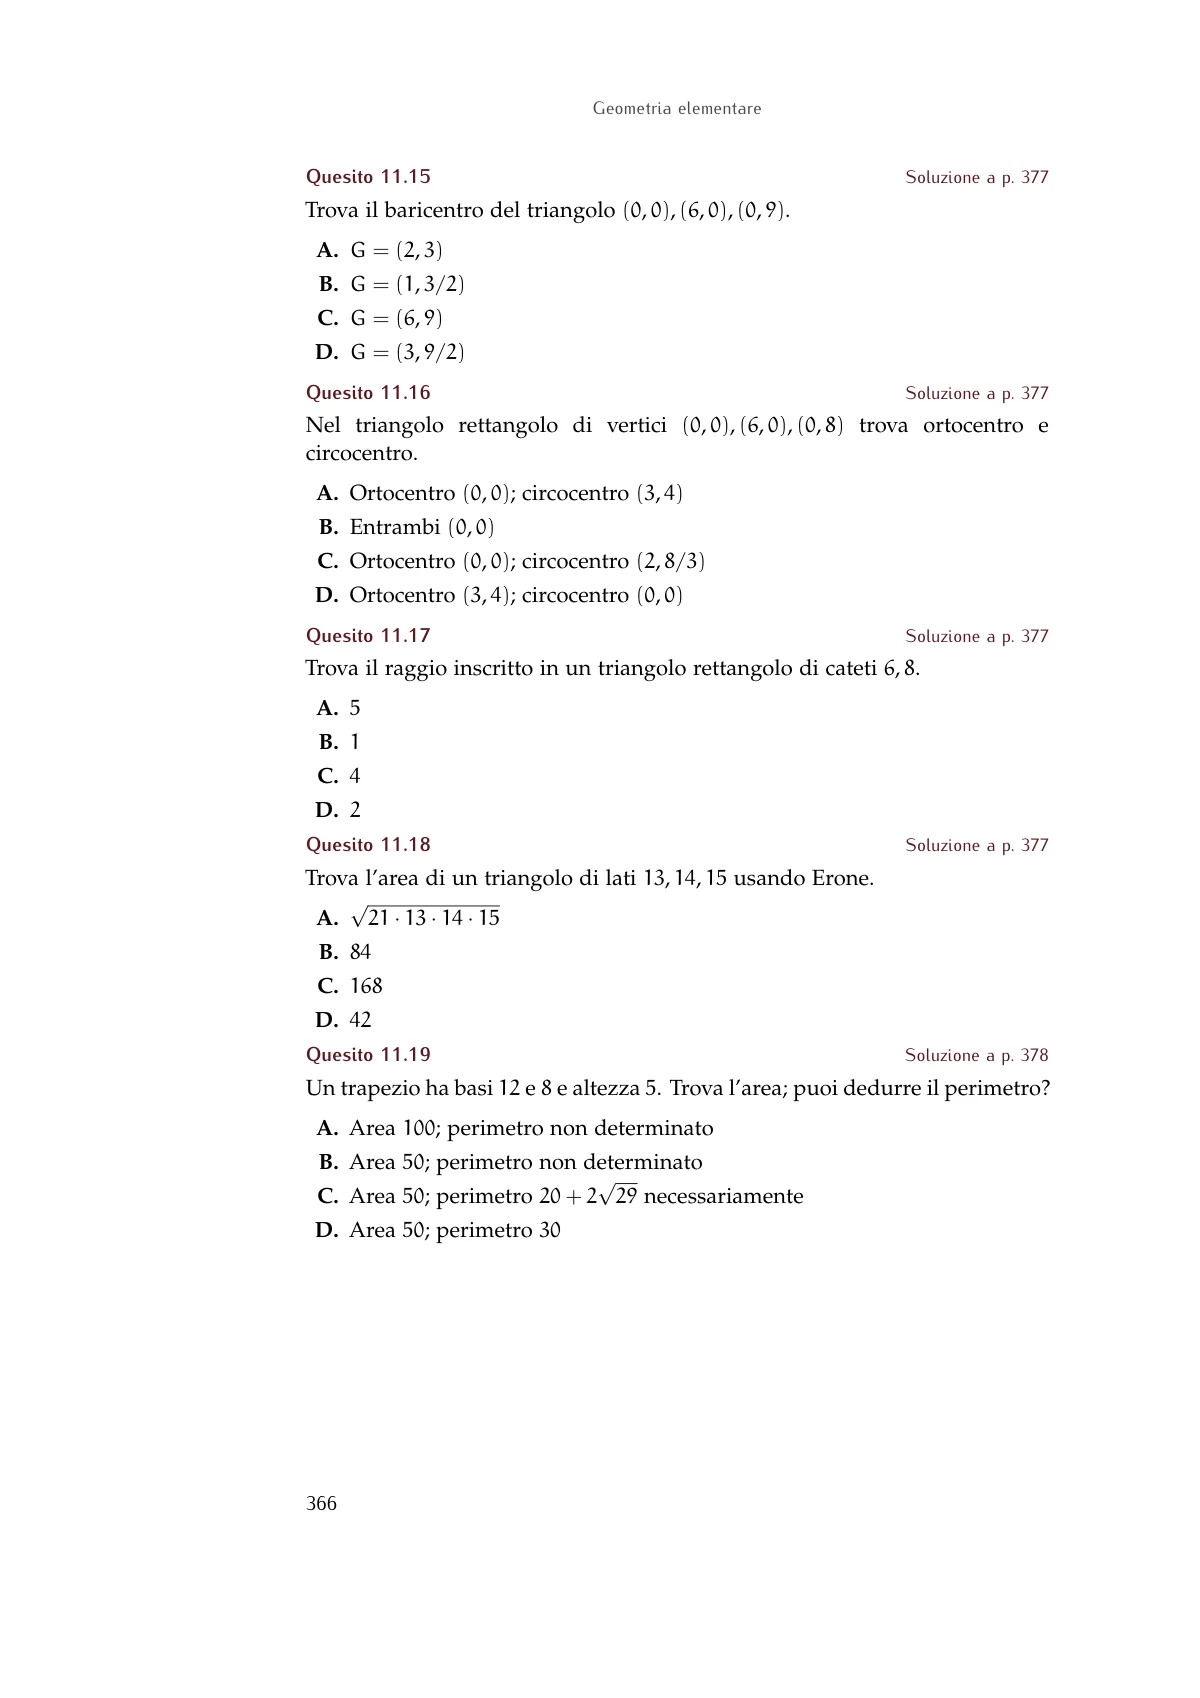 Geometria elementare
Quesito 11.15 Soluzione a p. 377
Trova il baricentro del triangolo (0, 0), (6, 0), (0, 9).
A. G = (2, 3)
B. G = (1, 3/2)
C. G = (6, 9)
D. G = (3, 9/2)
Quesito 11.16 Soluzione a p. 377
Nel triangolo rettangolo di vertici (0, 0), (6, 0), (0, 8) trova ortocentro e
circocentro.
A. Ortocentro (0, 0); circocentro (3, 4)
B. Entrambi (0, 0)
C. Ortocentro (0, 0); circocentro (2, 8/3)
D. Ortocentro (3, 4); circocentro (0, 0)
Quesito 11.17 Soluzione a p. 377
Trova il raggio inscritto in un triangolo rettangolo di cateti 6, 8.
A. 5
B. 1
C. 4
D. 2
Quesito 11.18 Soluzione a p. 377
Trova l'area di un triangolo di lati 13, 14, 15 usando Erone.
A. √21 · 13 · 14 · 15
B. 84
C. 168
D. 42
Quesito 11.19 Soluzione a p. 378
Un trapezio ha basi 12 e 8 e altezza 5. Trova l'area; puoi dedurre il perimetro?
A. Area 100; perimetro non determinato
B. Area 50; perimetro non determinato
C. Area 50; perimetro 20 + 2√29 necessariamente
D. Area 50; perimetro 30
366